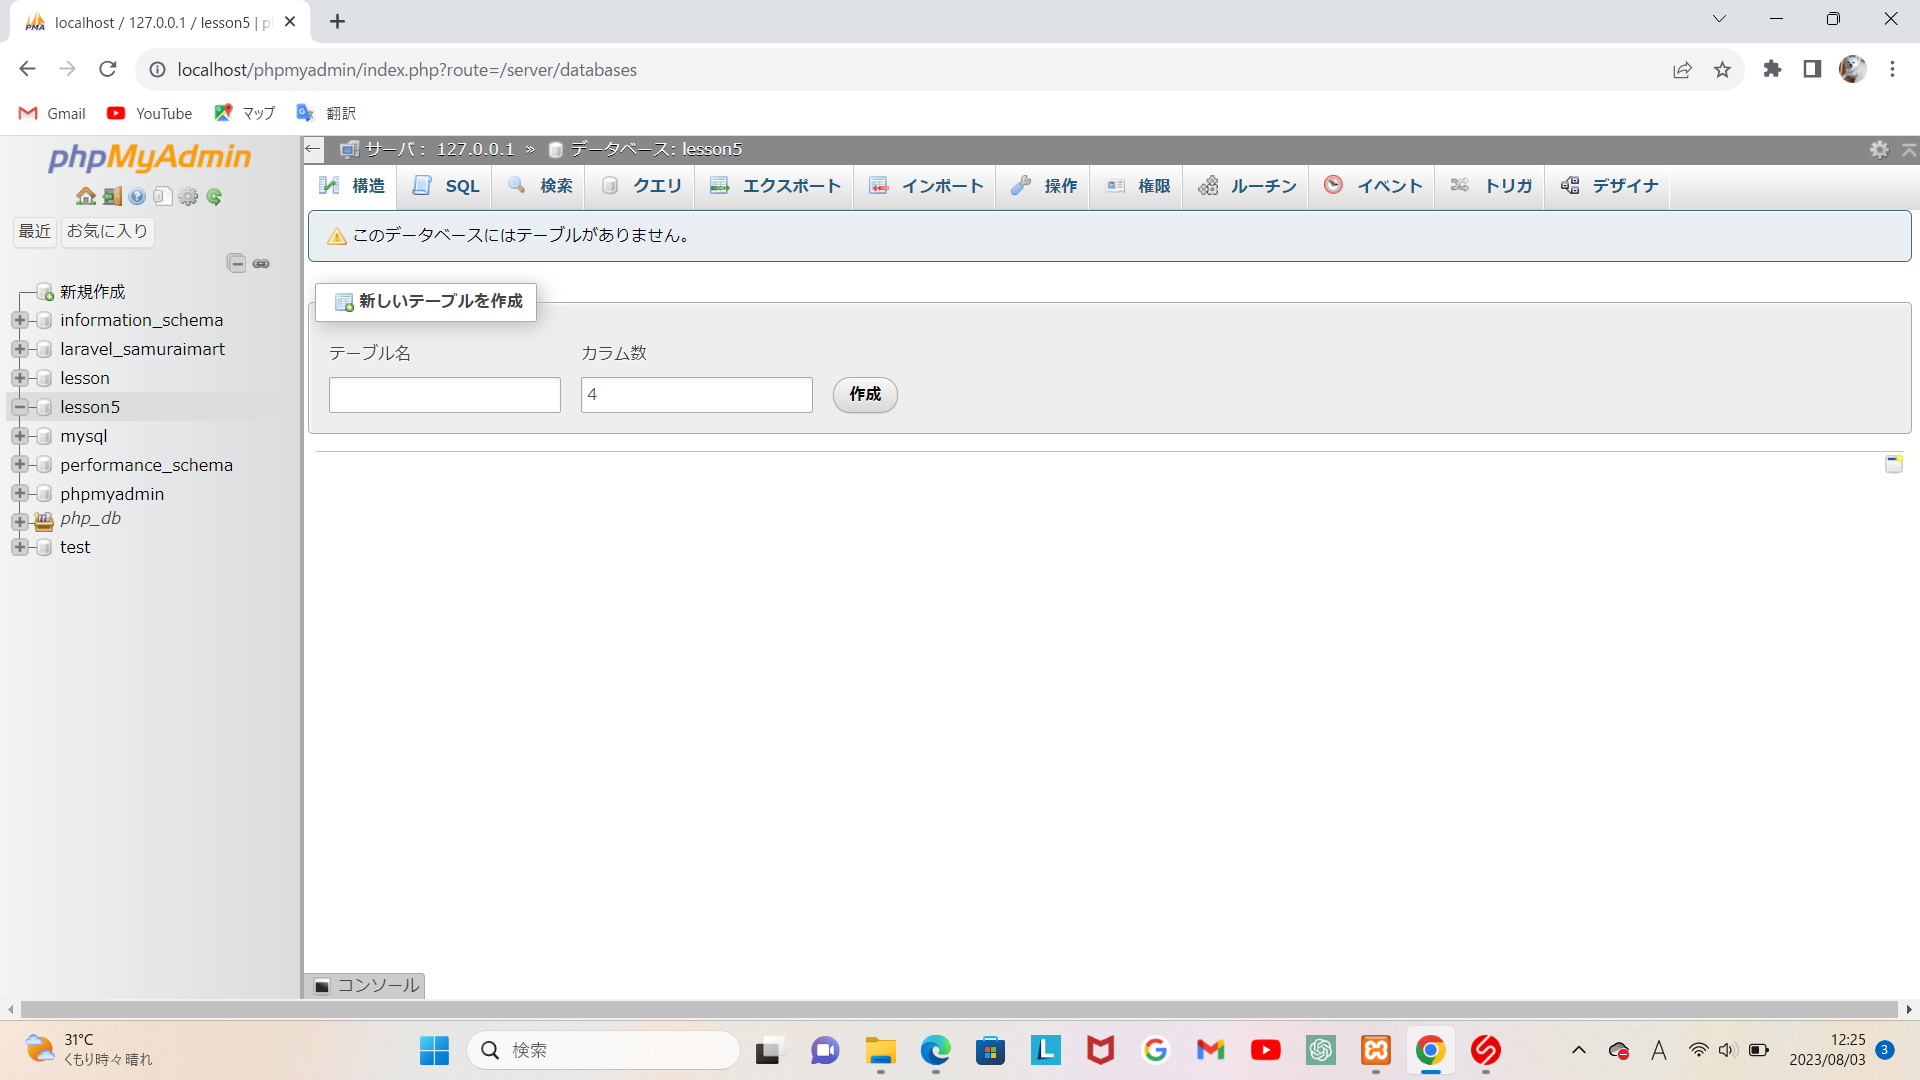 localhost / 127.0.0.1 / lesson5 | p
localhost/phpmyadmin/index.php?route=/server/databases
Gmail YouTube マップ 翻訳
phpMyAdmin
最近 お気に入り
新規作成
information_schema
laravel_samuraimart
lesson
lesson5
mysql
performance_schema
phpmyadmin
php_db
test
サーバ: 127.0.0.1 » データベース: lesson5
構造 SQL 検索 クエリ エクスポート インポート 操作 権限 ルーチン イベント トリガ デザイナ
このデータベースにはテーブルがありません。
新しいテーブルを作成
テーブル名 カラム数
4 作成
コンソール
31°C
くもり時々晴れ
検索
A
12:25
2023/08/03
3